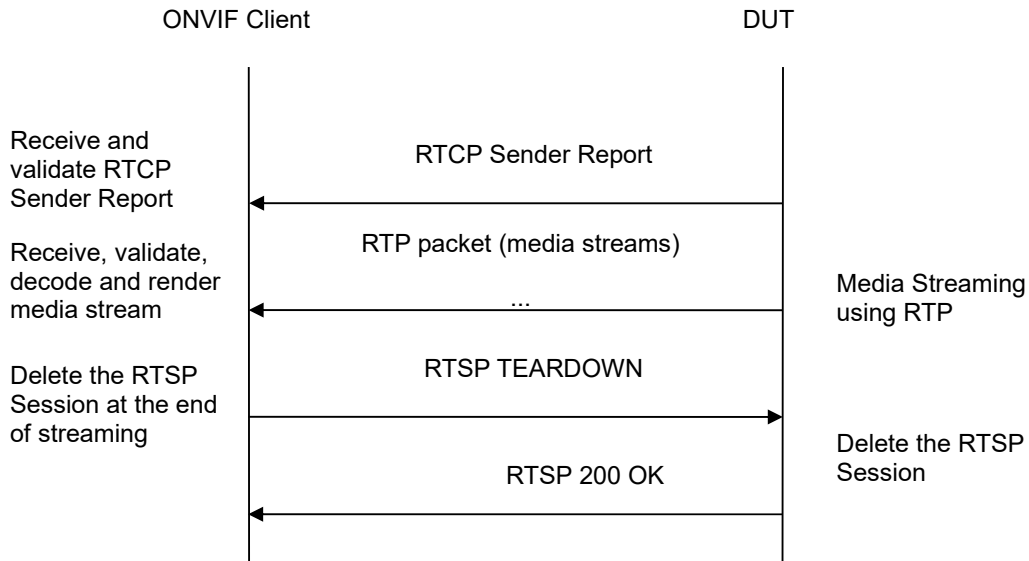 ONVIF Client
DUT
Receive and
validate RTCP
Sender Report
RTCP Sender Report
RTP packet (media streams)
Receive, validate,
decode and render
media stream
...
Media Streaming
using RTP
RTSP TEARDOWN
Delete the RTSP
Session at the end
of streaming
Delete the RTSP
Session
RTSP 200 OK